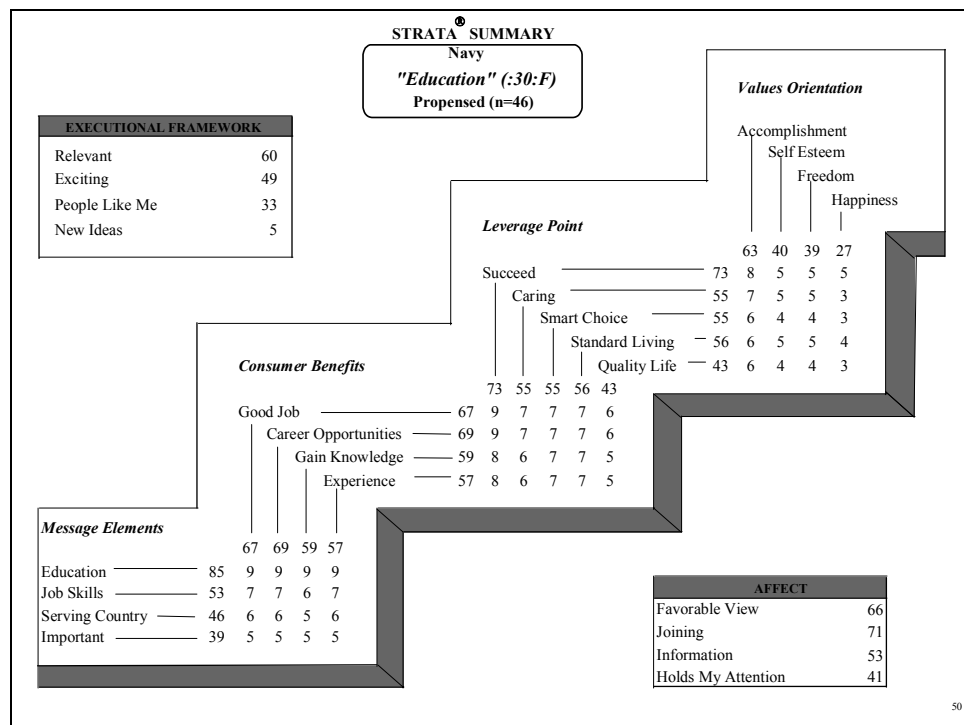 STRATA® SUMMARY
Navy
"Education" (:30:F)
Propensed (n=46)
EXECUTIONAL FRAMEWORK
Relevant 60
Exciting 49
People Like Me 33
New Ideas 5
Values Orientation
Accomplishment
Self Esteem
Freedom
Happiness
63 40 39 27
Leverage Point
Succeed 73 8 5 5 5
Caring 55 7 5 5 3
Smart Choice 55 6 4 4 3
Standard Living 56 6 5 5 4
Quality Life 43 6 4 4 3
Consumer Benefits
73 55 55 56 43
Good Job 67 9 7 7 7 6
Career Opportunities 69 9 7 7 7 6
Gain Knowledge 59 8 6 7 7 5
Experience 57 8 6 7 7 5
Message Elements
67 69 59 57
Education 85 9 9 9 9
Job Skills 53 7 7 6 7
Serving Country 46 6 6 5 6
Important 39 5 5 5 5
AFFECT
Favorable View 66
Joining 71
Information 53
Holds My Attention 41
50